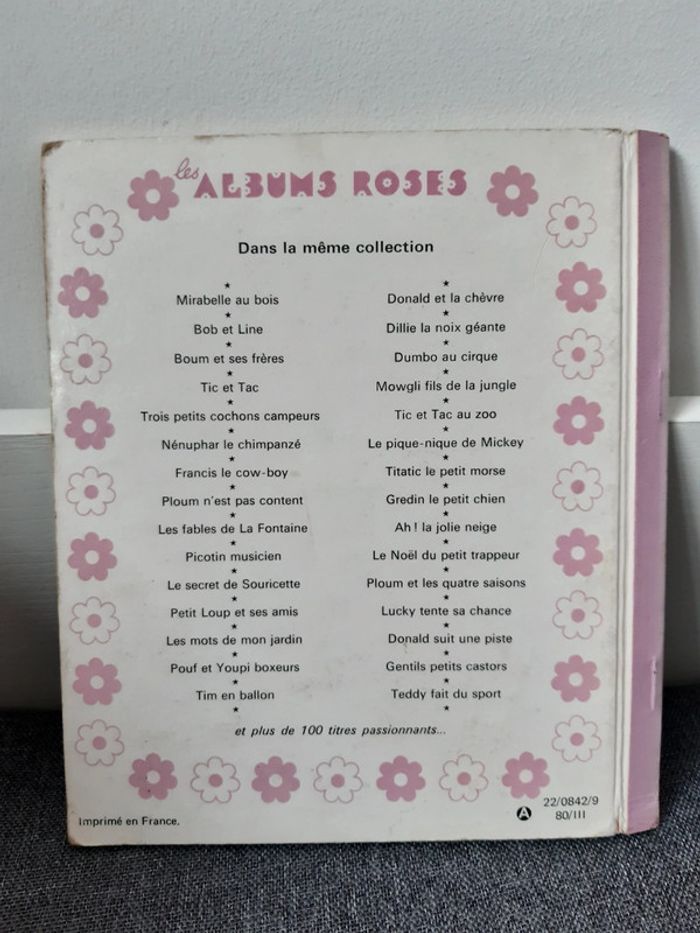 les ALBUMS ROSES
Dans la même collection
Mirabelle au bois
Bob et Line
Boum et ses frères
Tic et Tac
Trois petits cochons campeurs
Nénuphar le chimpanzé
Francis le cow-boy
Ploum n'est pas content
Les fables de La Fontaine
Picotin musicien
Le secret de Souricette
Petit Loup et ses amis
Les mots de mon jardin
Pouf et Youpi boxeurs
Tim en ballon
Donald et la chèvre
Dillie la noix géante
Dumbo au cirque
Mowgli fils de la jungle
Tic et Tac au zoo
Le pique-nique de Mickey
Titatic le petit morse
Gredin le petit chien
Ah ! la jolie neige
Le Noël du petit trappeur
Ploum et les quatre saisons
Lucky tente sa chance
Donald suit une piste
Gentils petits castors
Teddy fait du sport
et plus de 100 titres passionnants...
Imprimé en France.
A 22/0842/9
80/III